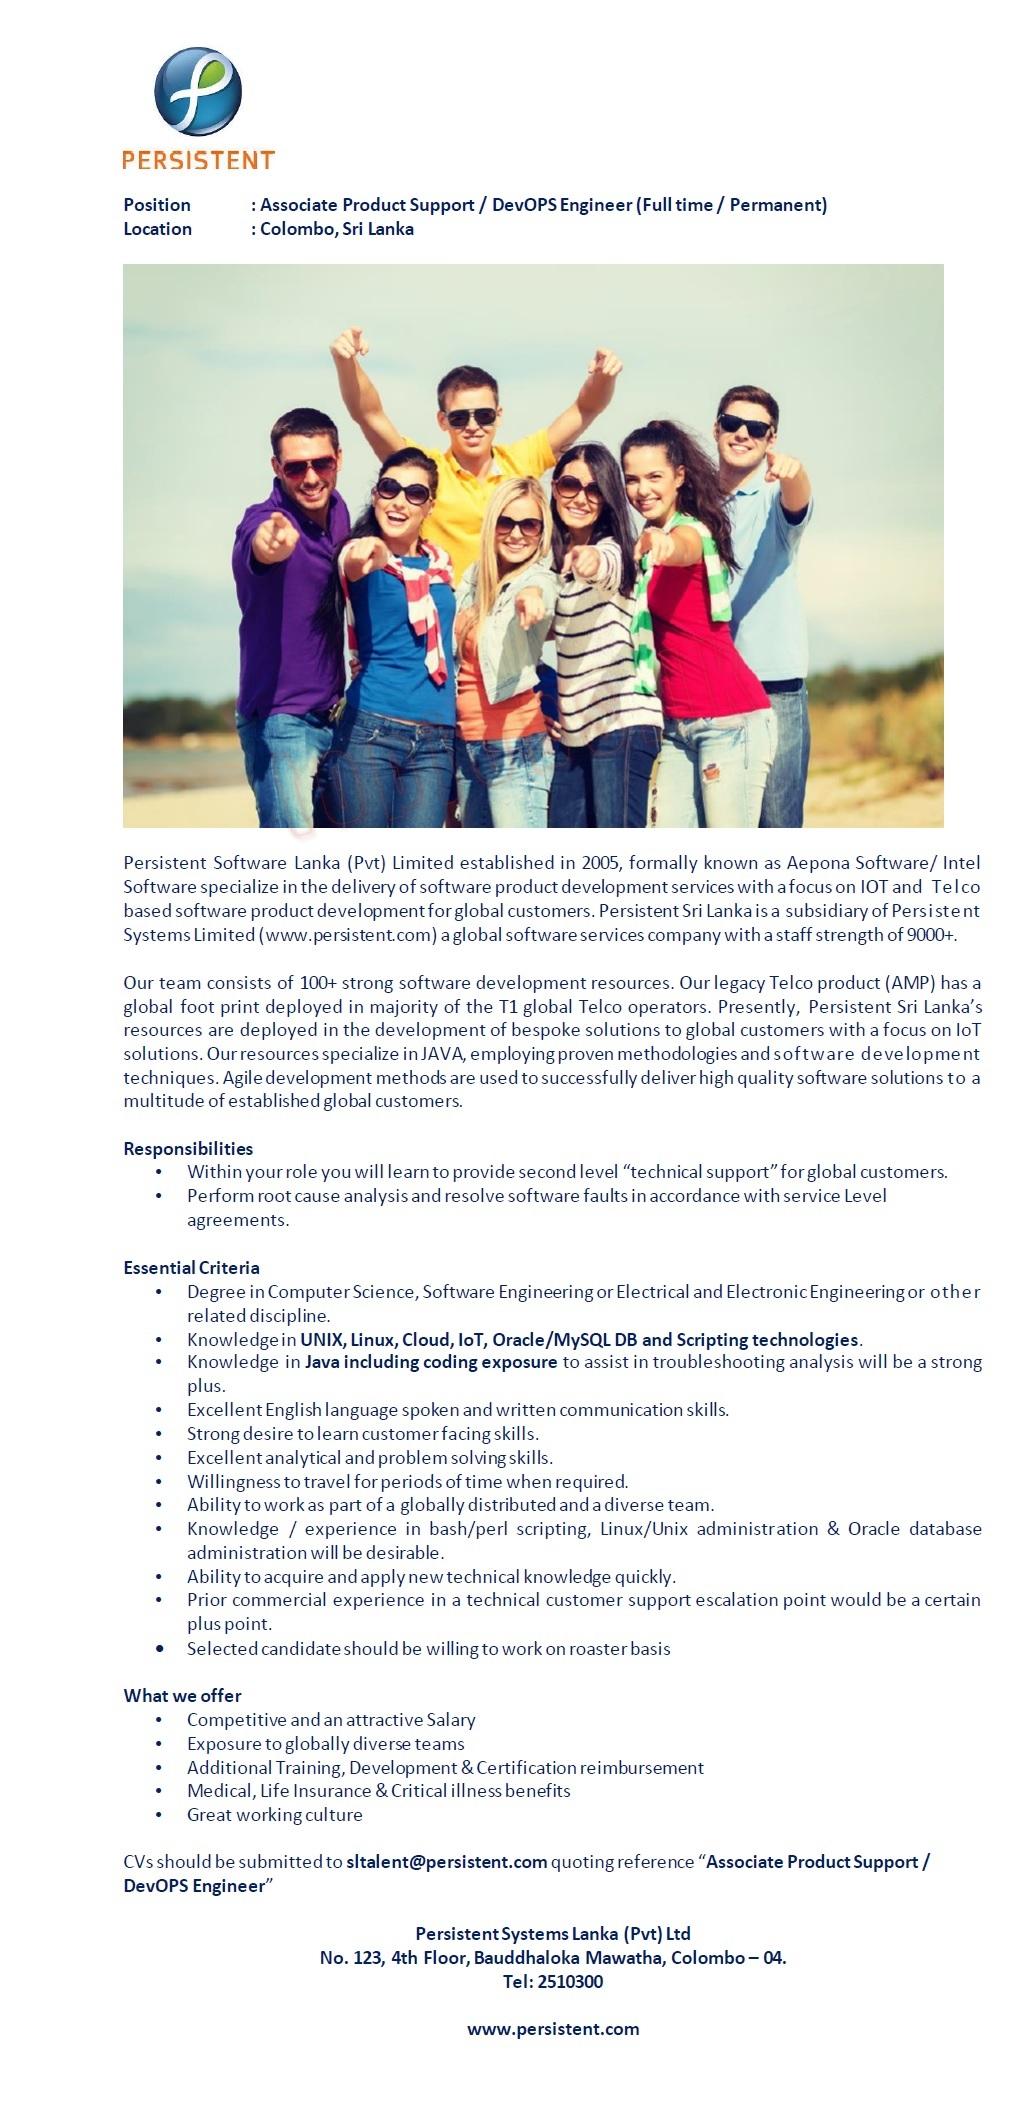 PERSISTENT
Position : Associate Product Support / DevOPS Engineer (Full time / Permanent)
Location : Colombo, Sri Lanka
Persistent Software Lanka (Pvt) Limited established in 2005, formally known as Aepona Software/ Intel
Software specialize in the delivery of software product development services with a focus on IOT and Telco
based software product development for global customers. Persistent Sri Lanka is a subsidiary of Persistent
Systems Limited (www.persistent.com) a global software services company with a staff strength of 9000+.
Our team consists of 100+ strong software development resources. Our legacy Telco product (AMP) has a
global foot print deployed in majority of the T1 global Telco operators. Presently, Persistent Sri Lanka’s
resources are deployed in the development of bespoke solutions to global customers with a focus on IoT
solutions. Our resources specialize in JAVA, employing proven methodologies and software development
techniques. Agile development methods are used to successfully deliver high quality software solutions to a
multitude of established global customers.
Responsibilities
• Within your role you will learn to provide second level “technical support” for global customers.
• Perform root cause analysis and resolve software faults in accordance with service Level
agreements.
Essential Criteria
• Degree in Computer Science, Software Engineering or Electrical and Electronic Engineering or other
related discipline.
• Knowledge in UNIX, Linux, Cloud, IoT, Oracle/MySQL DB and Scripting technologies.
• Knowledge in Java including coding exposure to assist in troubleshooting analysis will be a strong
plus.
• Excellent English language spoken and written communication skills.
• Strong desire to learn customer facing skills.
• Excellent analytical and problem solving skills.
• Willingness to travel for periods of time when required.
• Ability to work as part of a globally distributed and a diverse team.
• Knowledge / experience in bash/perl scripting, Linux/Unix administration & Oracle database
administration will be desirable.
• Ability to acquire and apply new technical knowledge quickly.
• Prior commercial experience in a technical customer support escalation point would be a certain
plus point.
• Selected candidate should be willing to work on roaster basis
What we offer
• Competitive and an attractive Salary
• Exposure to globally diverse teams
• Additional Training, Development & Certification reimbursement
• Medical, Life Insurance & Critical illness benefits
• Great working culture
CVs should be submitted to sltalent@persistent.com quoting reference “Associate Product Support /
DevOPS Engineer”
Persistent Systems Lanka (Pvt) Ltd
No. 123, 4th Floor, Bauddhaloka Mawatha, Colombo – 04.
Tel: 2510300
www.persistent.com